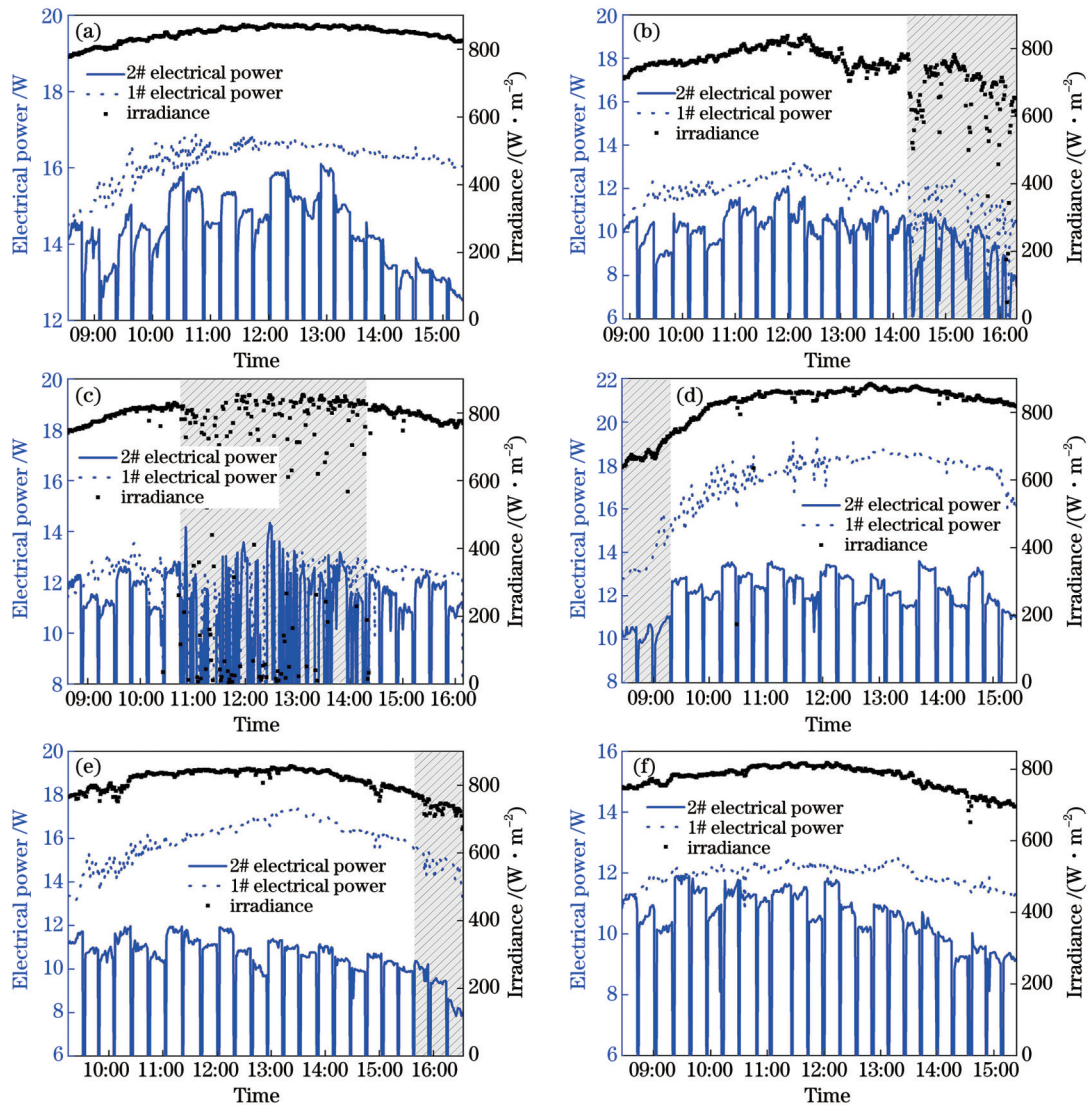 (a)
2# electrical power
1# electrical power
irradiance
Electrical power /W
20
18
16
14
12
Irradiance /(W · m−2)
800
600
400
200
0
09:00 10:00 11:00 12:00 13:00 14:00 15:00
Time
(b)
2# electrical power
1# electrical power
irradiance
Electrical power /W
20
18
16
14
12
10
8
6
Irradiance /(W · m−2)
800
600
400
200
0
09:00 10:00 11:00 12:00 13:00 14:00 15:00 16:00
Time
(c)
2# electrical power
1# electrical power
irradiance
Electrical power /W
20
18
16
14
12
10
8
Irradiance /(W · m−2)
800
600
400
200
0
09:00 10:00 11:00 12:00 13:00 14:00 15:00 16:00
Time
(d)
2# electrical power
1# electrical power
irradiance
Electrical power /W
22
20
18
16
14
12
10
8
Irradiance /(W · m−2)
800
600
400
200
0
09:00 10:00 11:00 12:00 13:00 14:00 15:00
Time
(e)
2# electrical power
1# electrical power
irradiance
Electrical power /W
20
18
16
14
12
10
8
6
Irradiance /(W · m−2)
800
600
400
200
0
10:00 11:00 12:00 13:00 14:00 15:00 16:00
Time
(f)
2# electrical power
1# electrical power
irradiance
Electrical power /W
16
14
12
10
8
6
Irradiance /(W · m−2)
800
600
400
200
0
09:00 10:00 11:00 12:00 13:00 14:00 15:00
Time